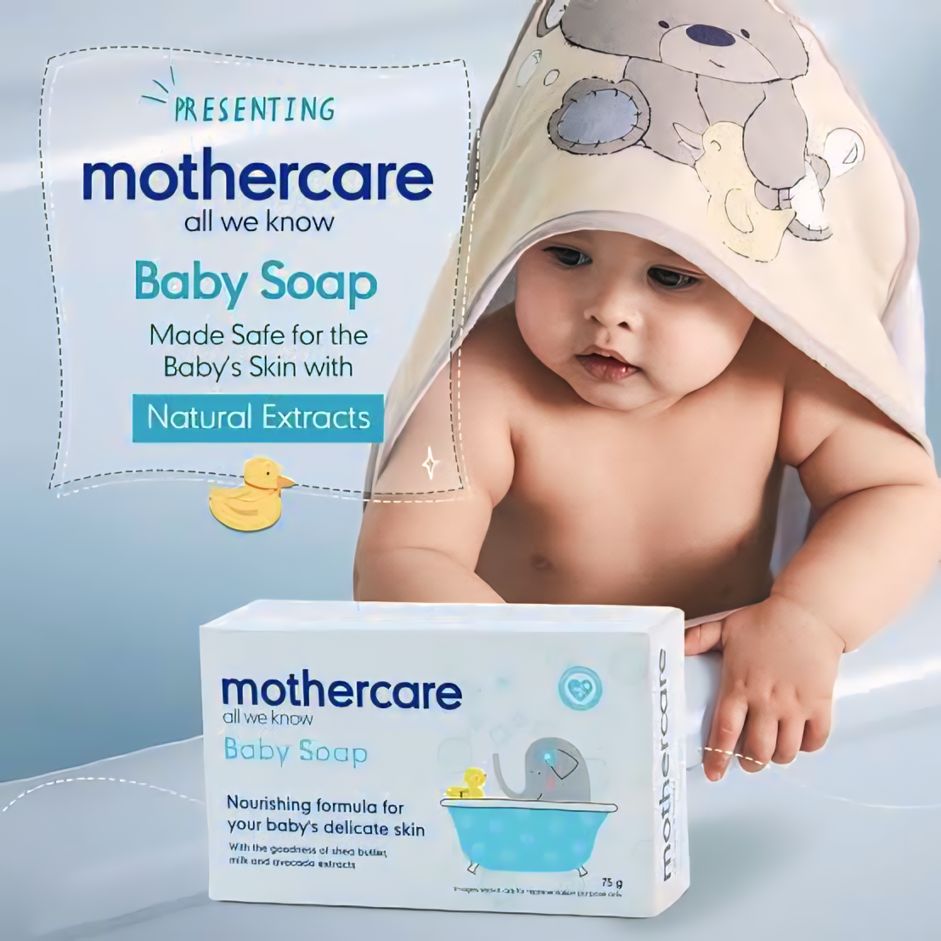 PRESENTING
mothercare
all we know
Baby Soap
Made Safe for the
Baby's Skin with
Natural Extracts
mothercare
all we know
Baby Soap
Nourishing formula for
your baby's delicate skin
With the goodness of shea butter,
milk and avocado extracts
75 g
mothercare